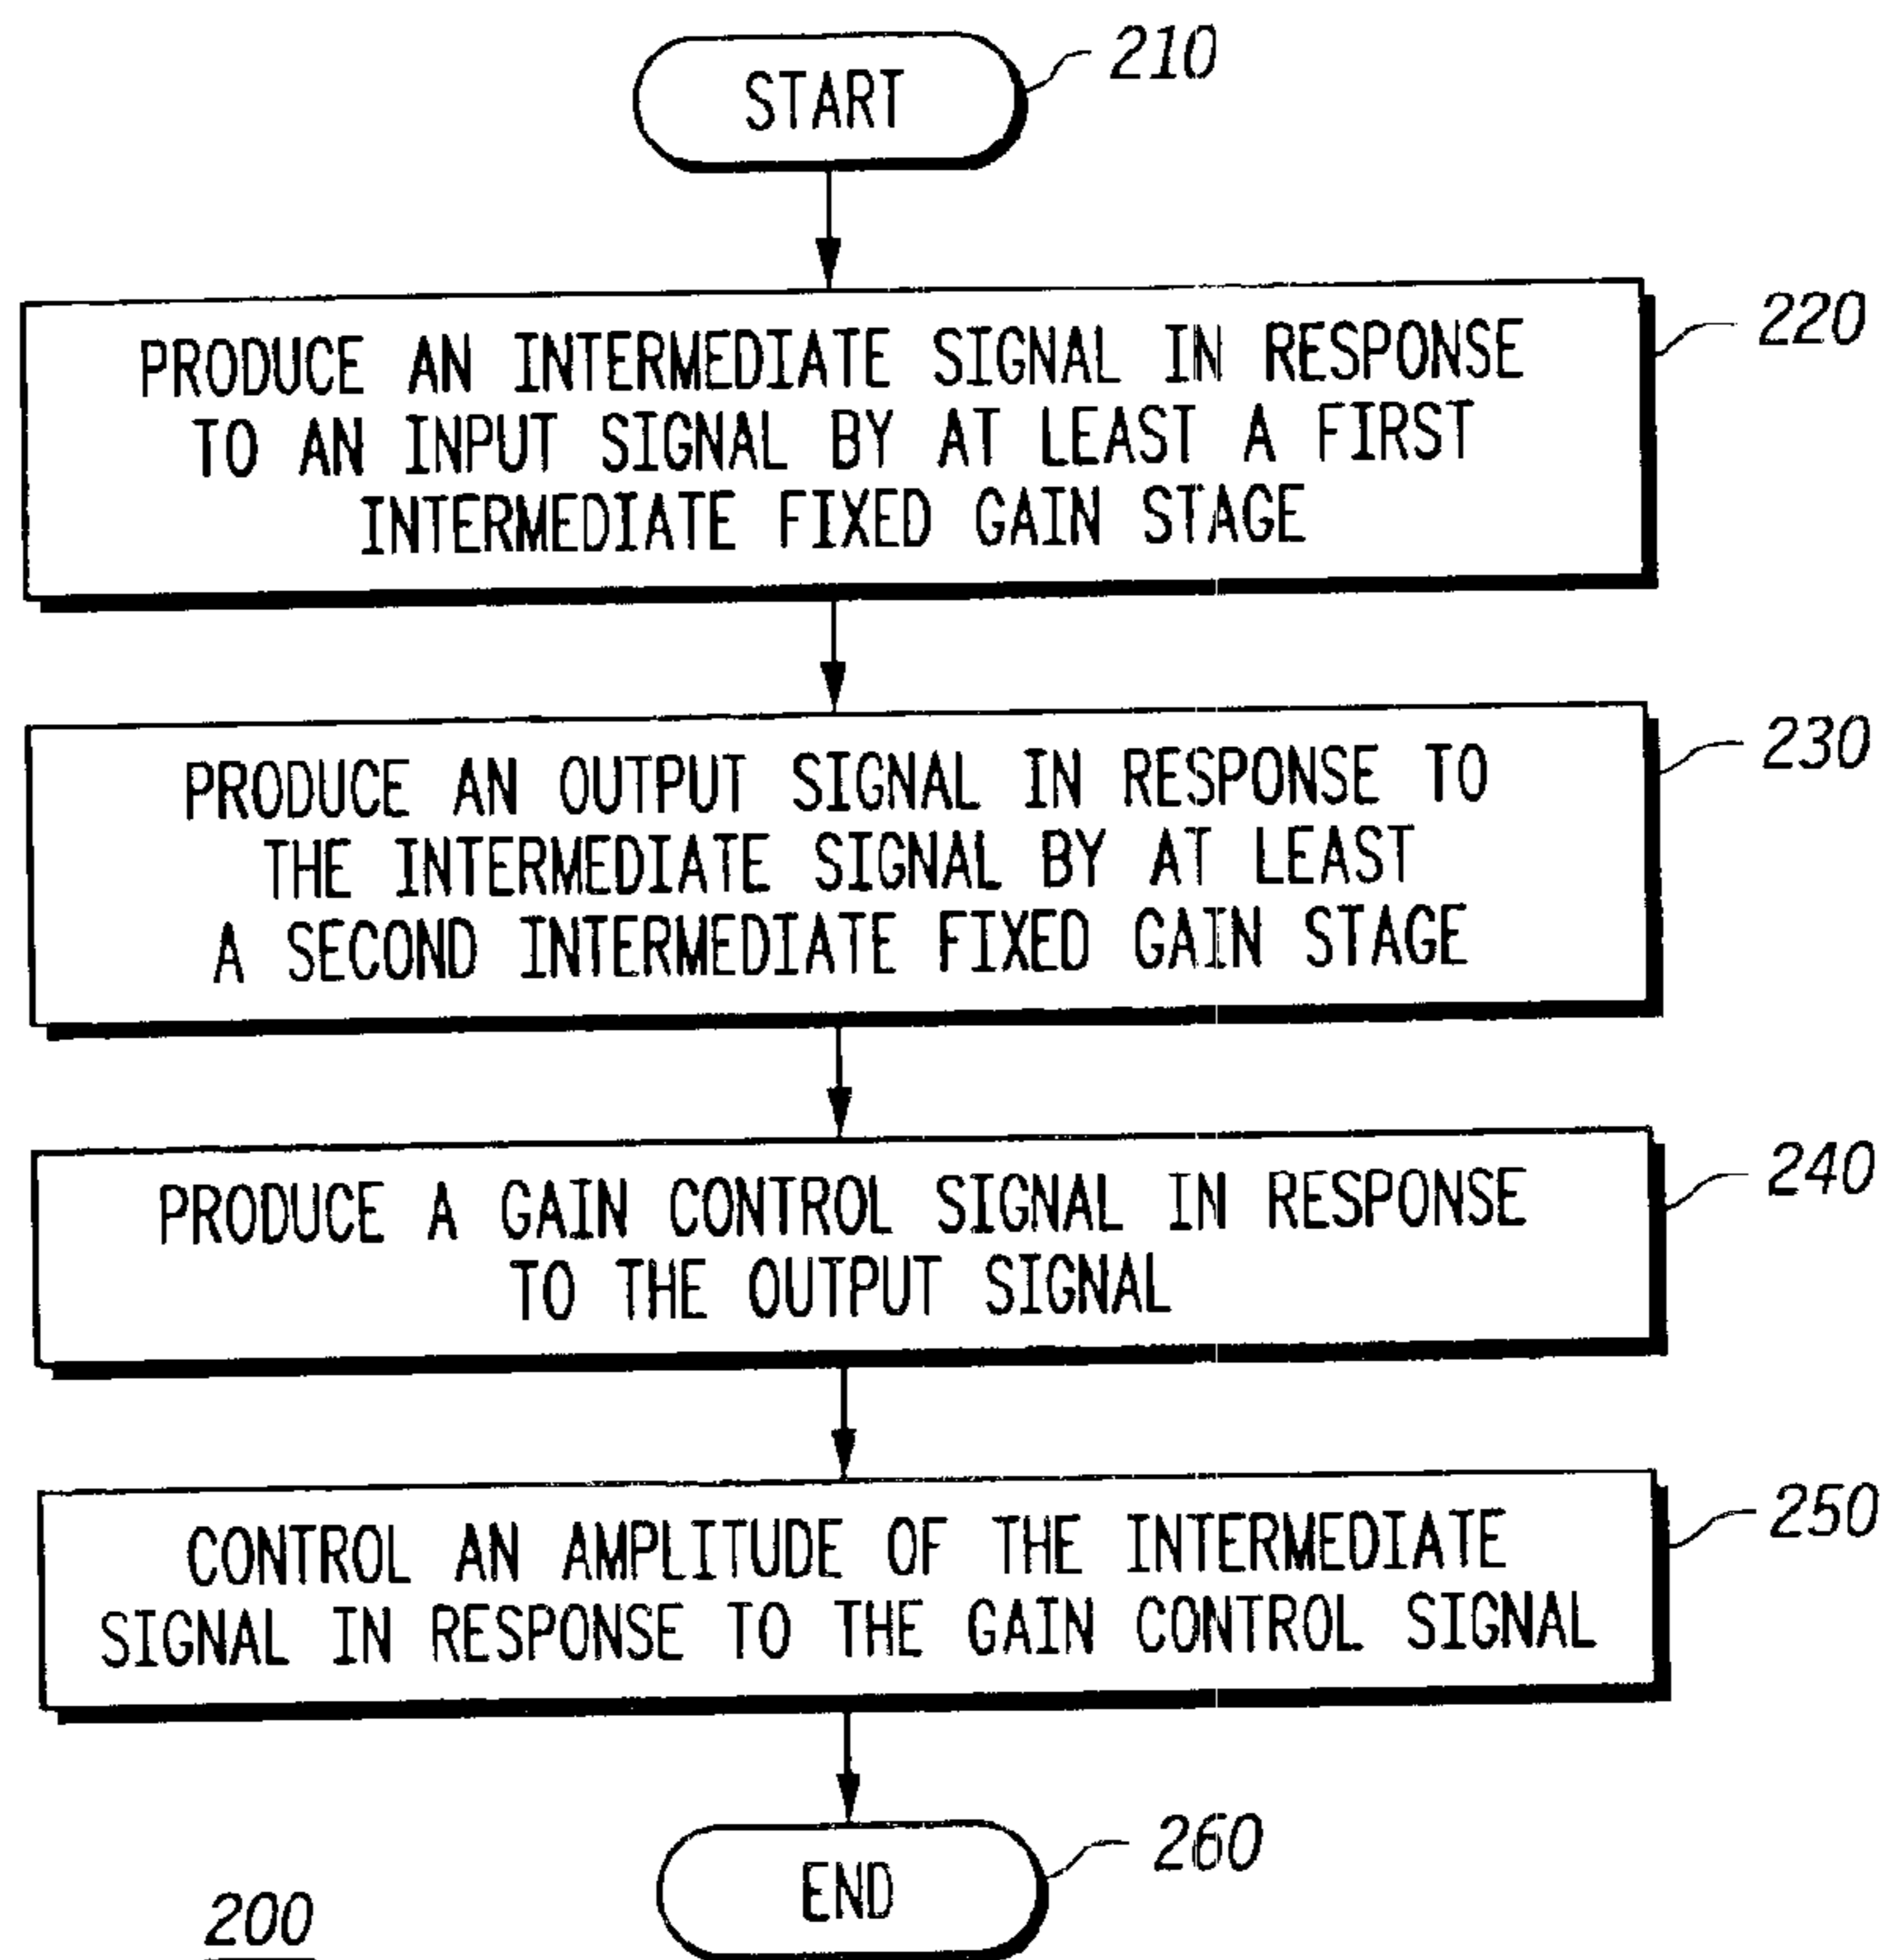 START
210
PRODUCE AN INTERMEDIATE SIGNAL IN RESPONSE
TO AN INPUT SIGNAL BY AT LEAST A FIRST
INTERMEDIATE FIXED GAIN STAGE
220
PRODUCE AN OUTPUT SIGNAL IN RESPONSE TO
THE INTERMEDIATE SIGNAL BY AT LEAST
A SECOND INTERMEDIATE FIXED GAIN STAGE
230
PRODUCE A GAIN CONTROL SIGNAL IN RESPONSE
TO THE OUTPUT SIGNAL
240
CONTROL AN AMPLITUDE OF THE INTERMEDIATE
SIGNAL IN RESPONSE TO THE GAIN CONTROL SIGNAL
250
END
260
200